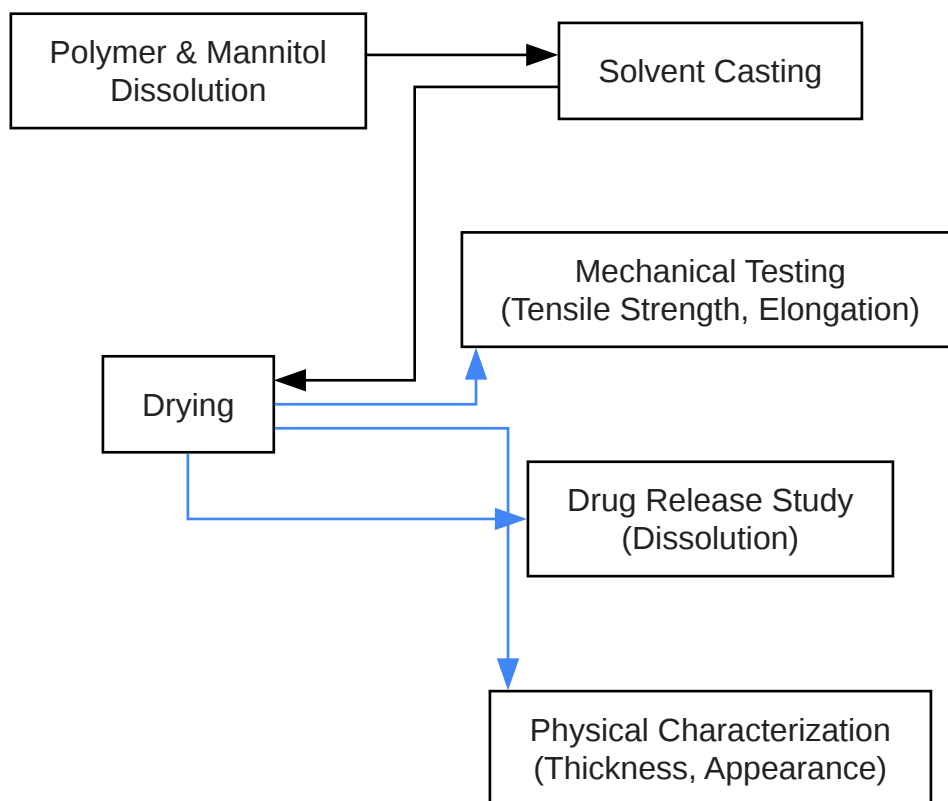 Polymer & Mannitol
Dissolution
Solvent Casting
Mechanical Testing
(Tensile Strength, Elongation)
Drying
Drug Release Study
(Dissolution)
Physical Characterization
(Thickness, Appearance)